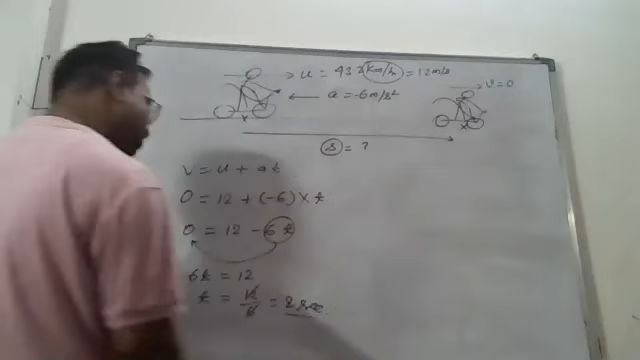 u = 43.2 km/h = 12 m/s
v = 0
a = -6 m/s²
s = ?
v = u + at
0 = 12 + (-6) × t
0 = 12 - 6t
6t = 12
t = 12/6 = 2 sec